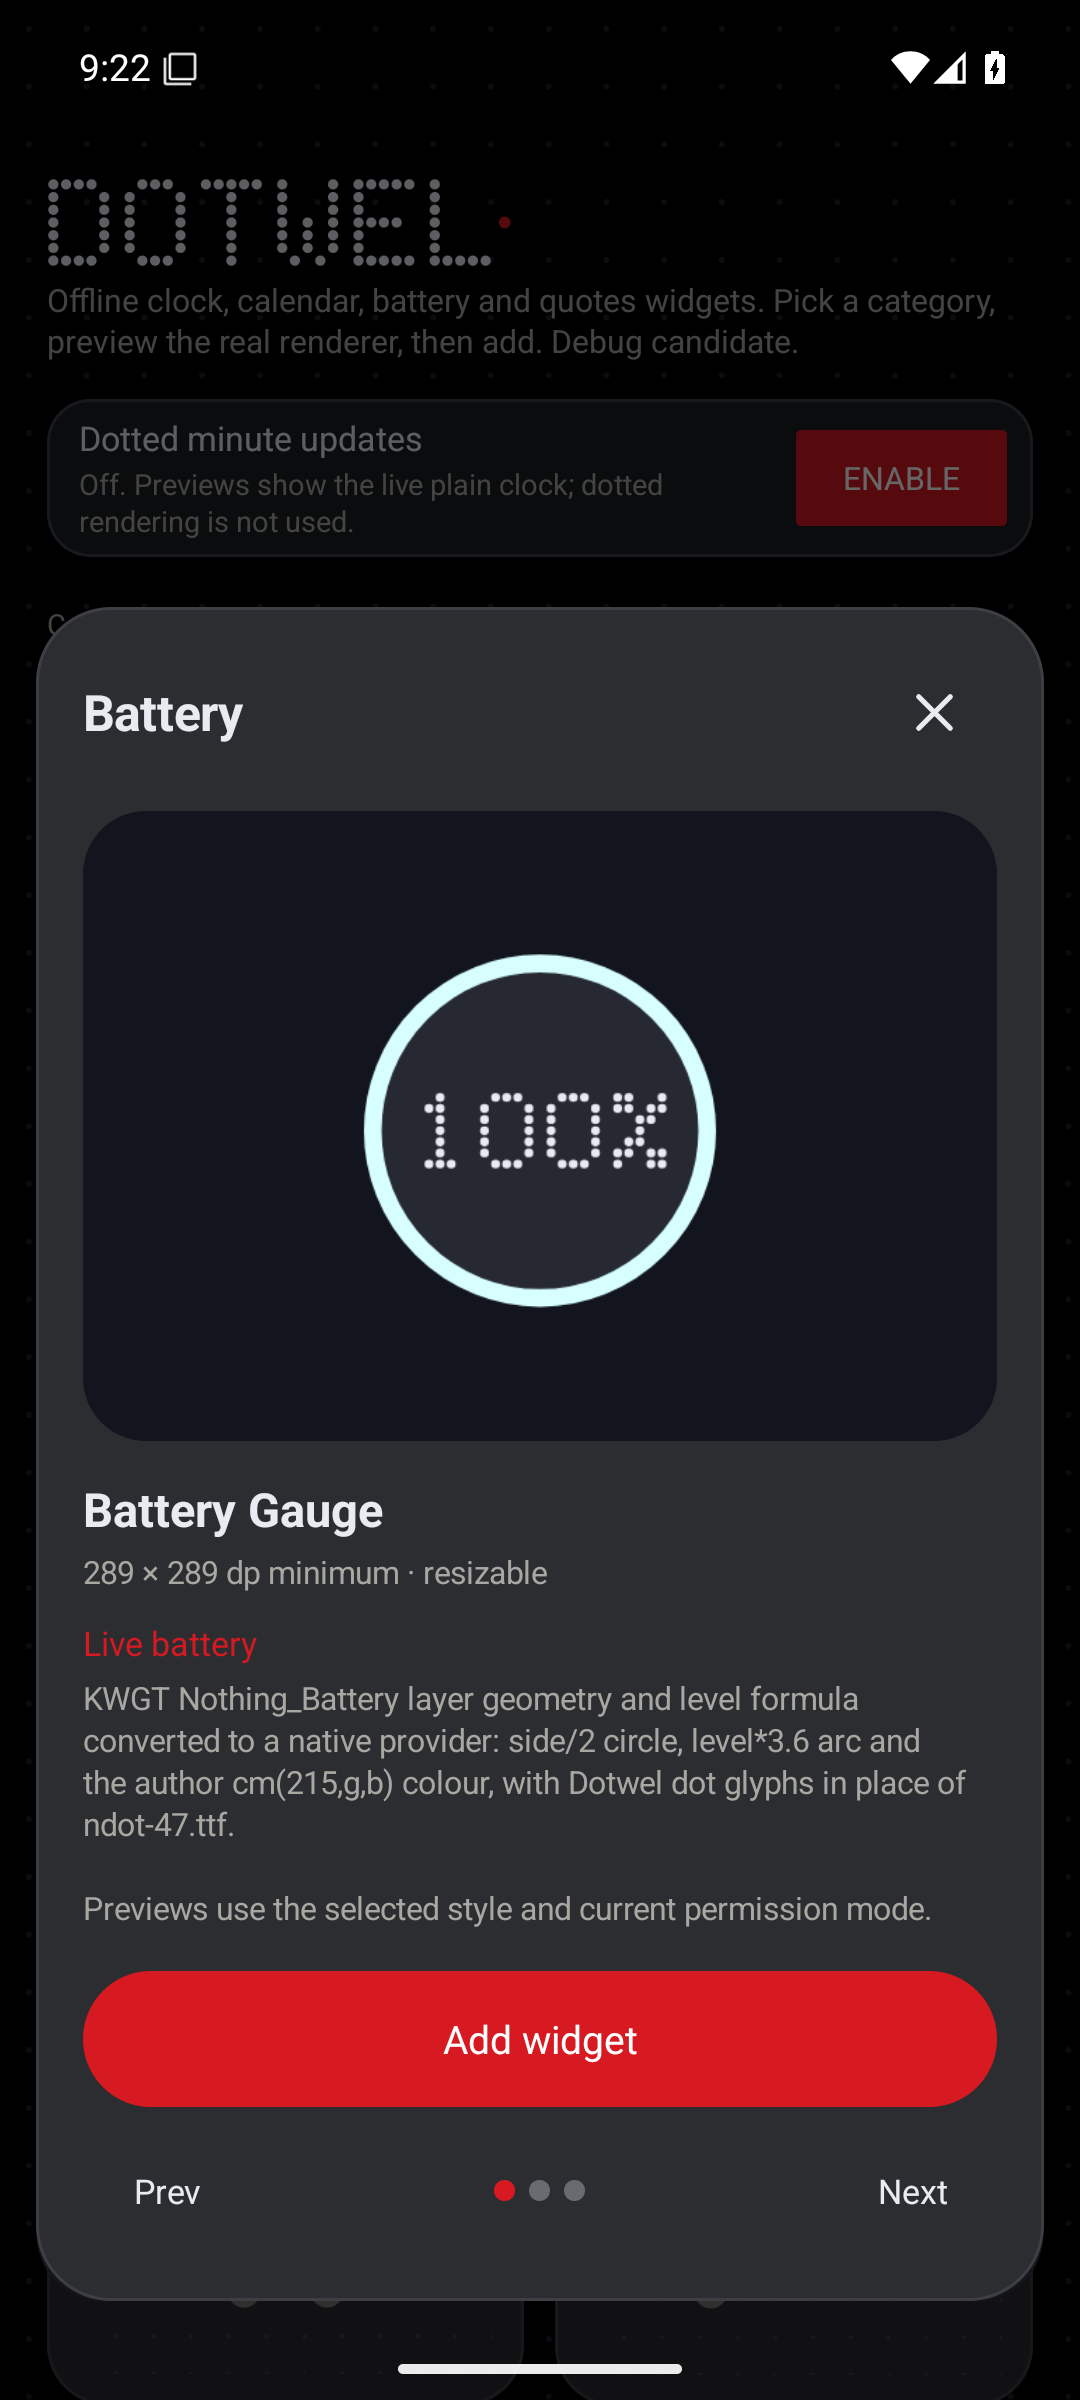 9:22
DOTWEL
Offline clock, calendar, battery and quotes widgets. Pick a category,
preview the real renderer, then add. Debug candidate.
Dotted minute updates
Off. Previews show the live plain clock; dotted
rendering is not used.
ENABLE
Battery
100%
Battery Gauge
289 × 289 dp minimum · resizable
Live battery
KWGT Nothing_Battery layer geometry and level formula
converted to a native provider: side/2 circle, level*3.6 arc and
the author cm(215,g,b) colour, with Dotwel dot glyphs in place of
ndot-47.ttf.
Previews use the selected style and current permission mode.
Add widget
Prev
Next